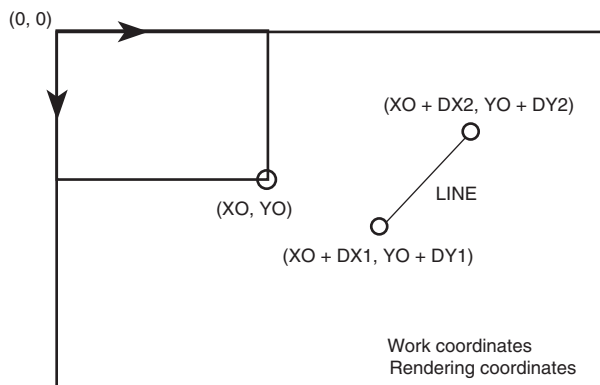 (0, 0)
(XO + DX2, YO + DY2)
LINE
(XO, YO)
(XO + DX1, YO + DY1)
Work coordinates
Rendering coordinates